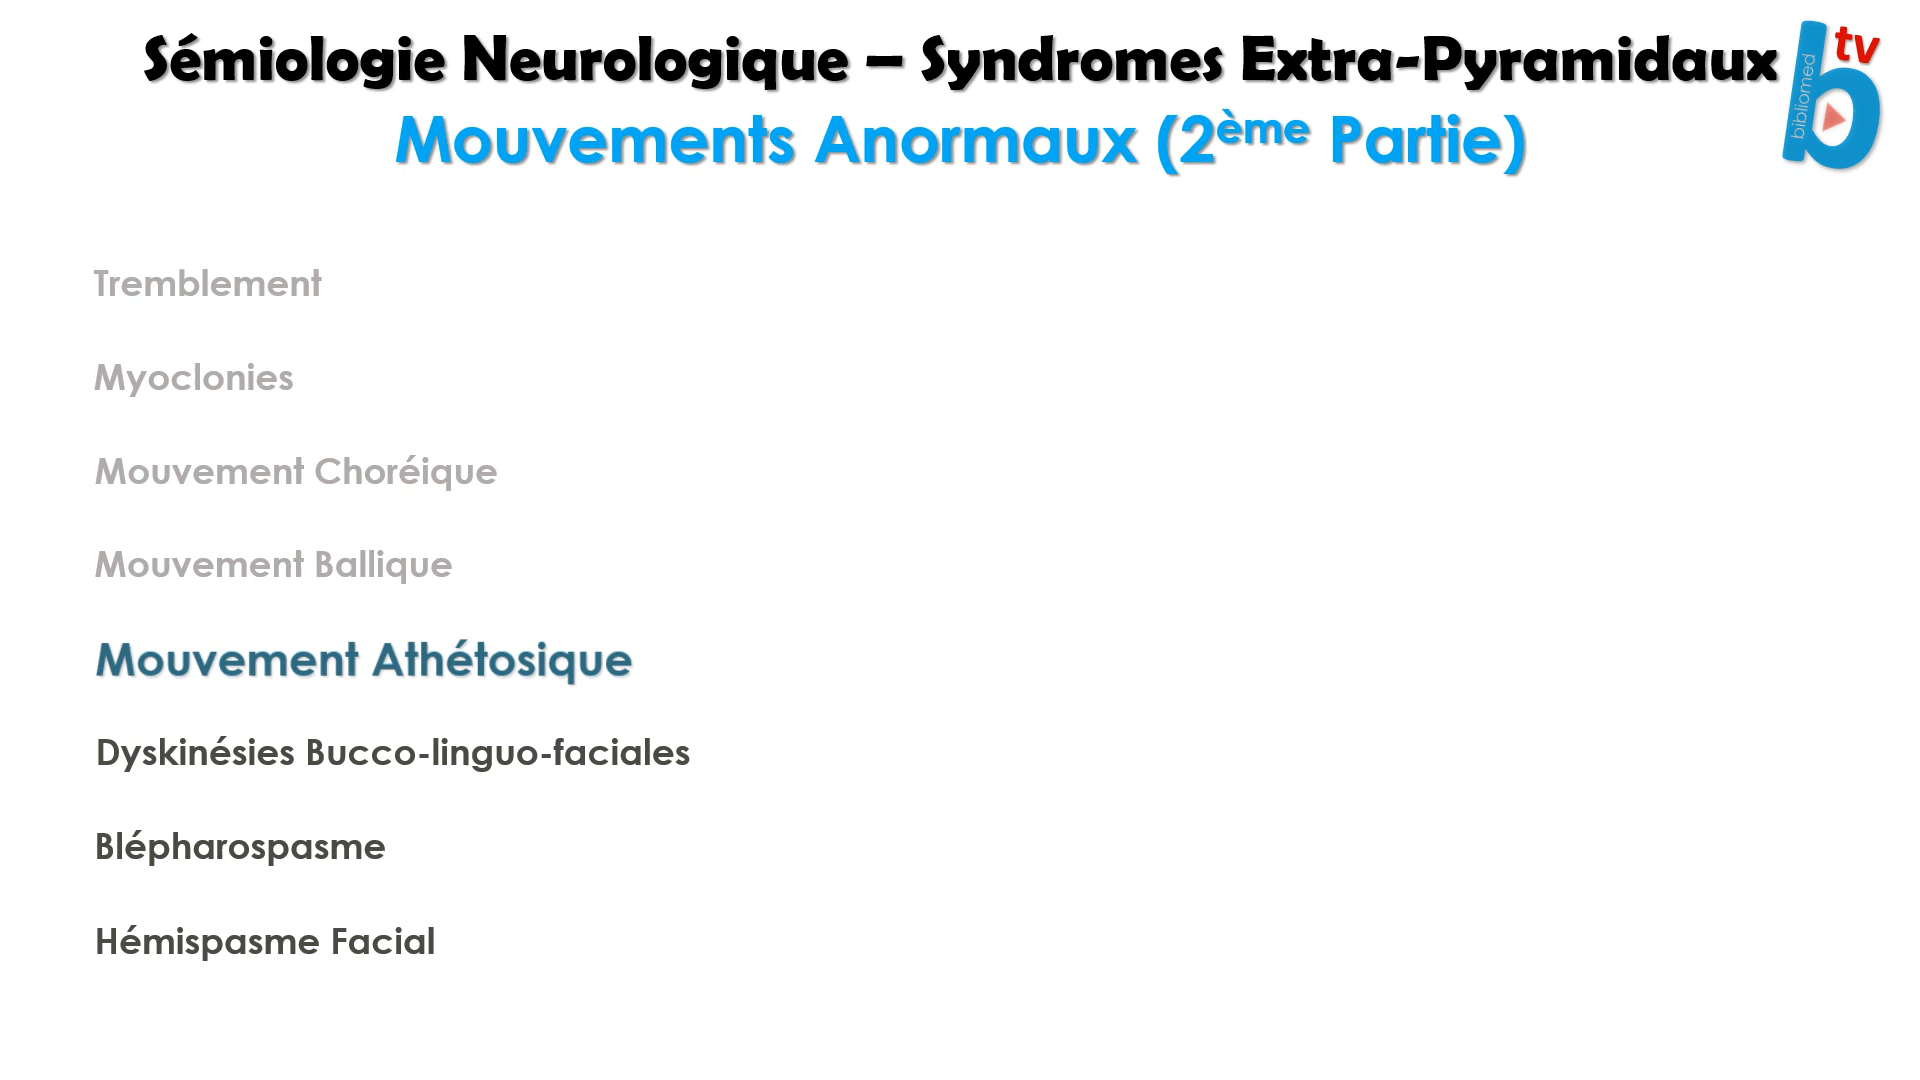 Sémiologie Neurologique – Syndromes Extra-Pyramidaux
Mouvements Anormaux (2ème Partie)
tv
bibliomed
b
Tremblement
Myoclonies
Mouvement Choréique
Mouvement Ballique
Mouvement Athétosique
Dyskinésies Bucco-linguo-faciales
Blépharospasme
Hémispasme Facial